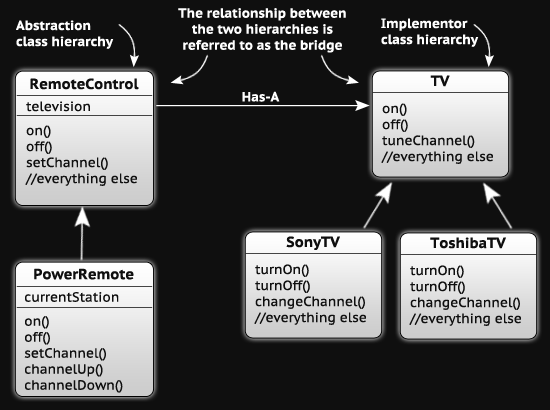 Abstraction
class hierarchy
The relationship between
the two hierarchies is
referred to as the bridge
Implementor
class hierarchy
RemoteControl
television
on()
off()
setChannel()
//everything else
Has-A
TV
on()
off()
tuneChannel()
//everything else
PowerRemote
currentStation
on()
off()
setChannel()
channelUp()
channelDown()
SonyTV
turnOn()
turnOff()
changeChannel()
//everything else
ToshibaTV
turnOn()
turnOff()
changeChannel()
//everything else